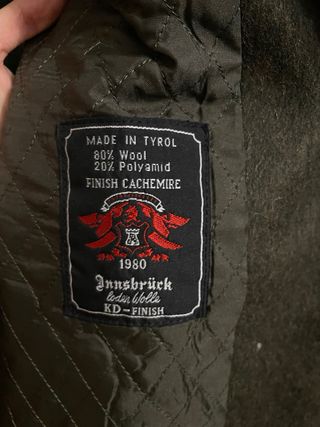 MADE IN TYROL
80% Wool
20% Polyamid
FINISH CACHEMIRE
1980
Innsbrück
loden Wolle
KD-FINISH